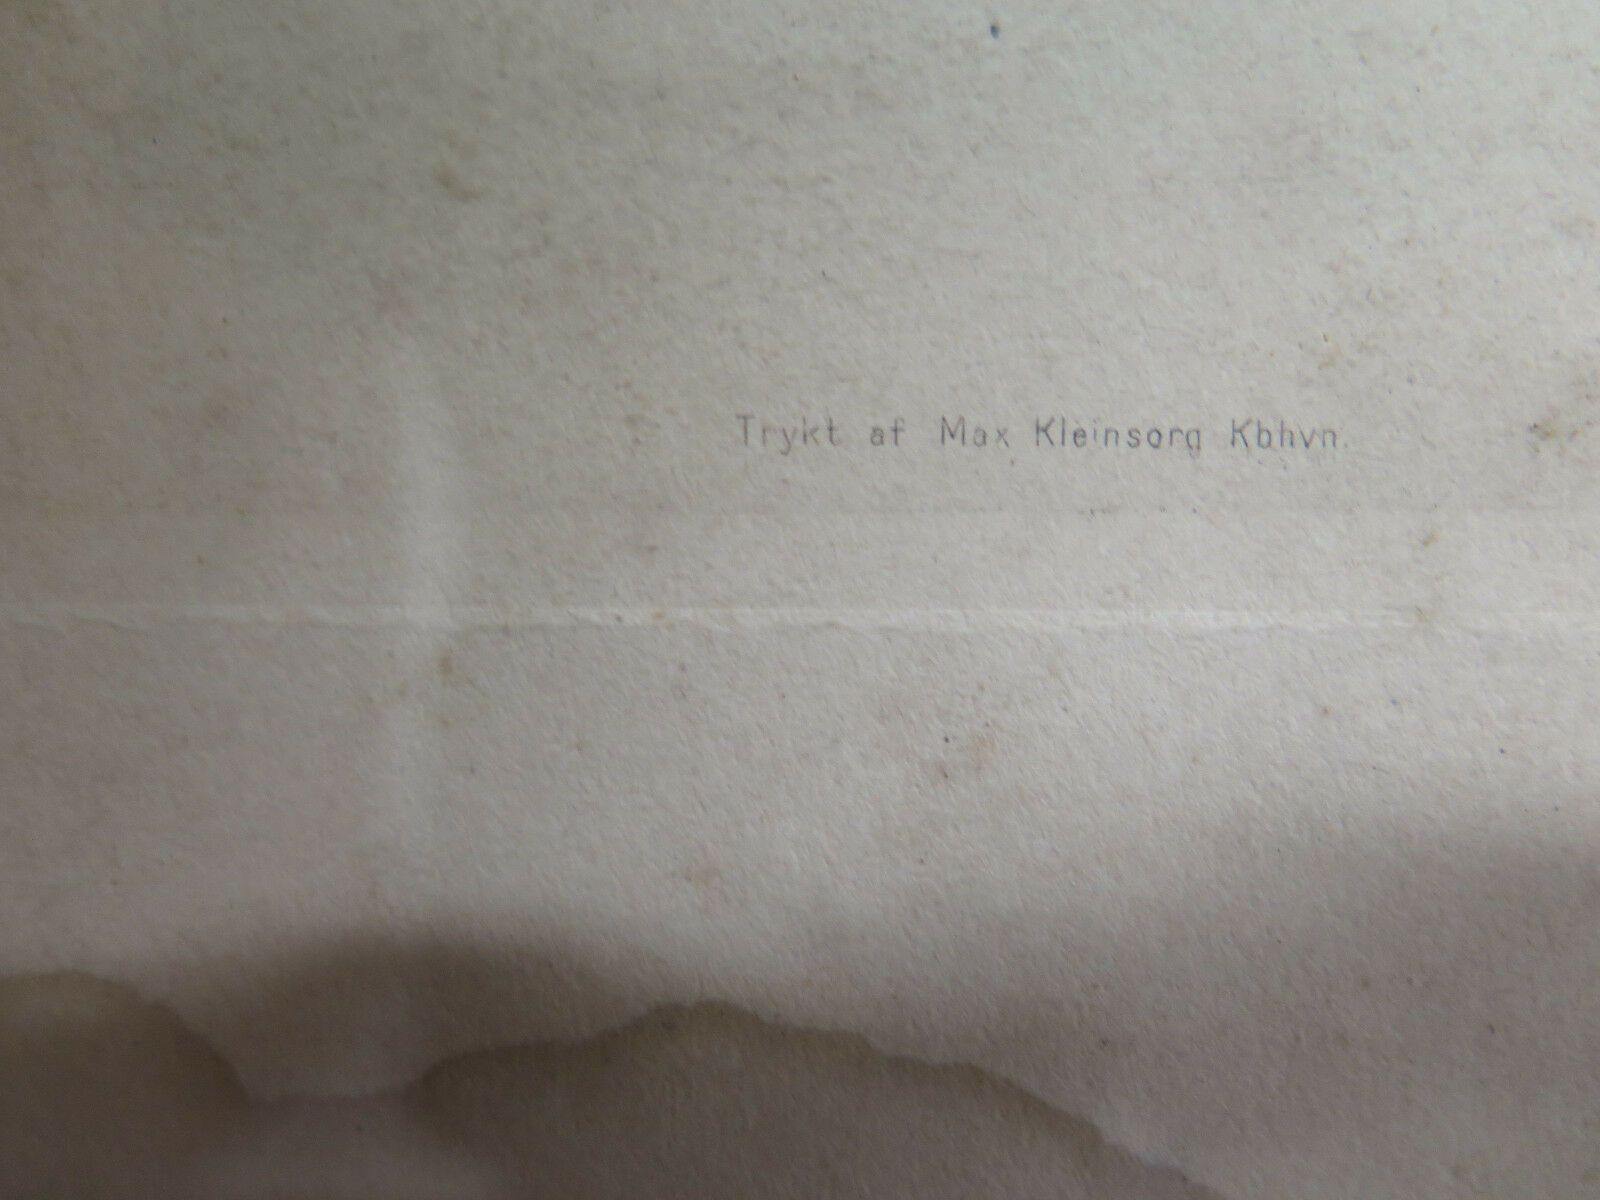 Trykt af Max Kleinsorg Kbhvn.